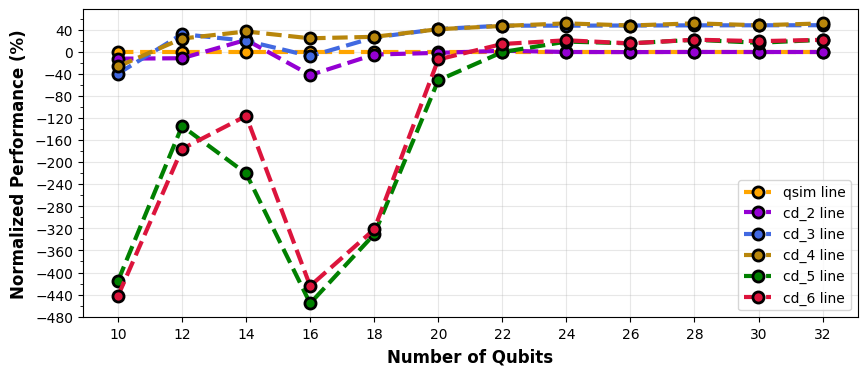 Normalized Performance (%)
40
0
−40
−80
−120
−160
−200
−240
−280
−320
−360
−400
−440
−480
10 12 14 16 18 20 22 24 26 28 30 32
Number of Qubits
qsim line
cd_2 line
cd_3 line
cd_4 line
cd_5 line
cd_6 line